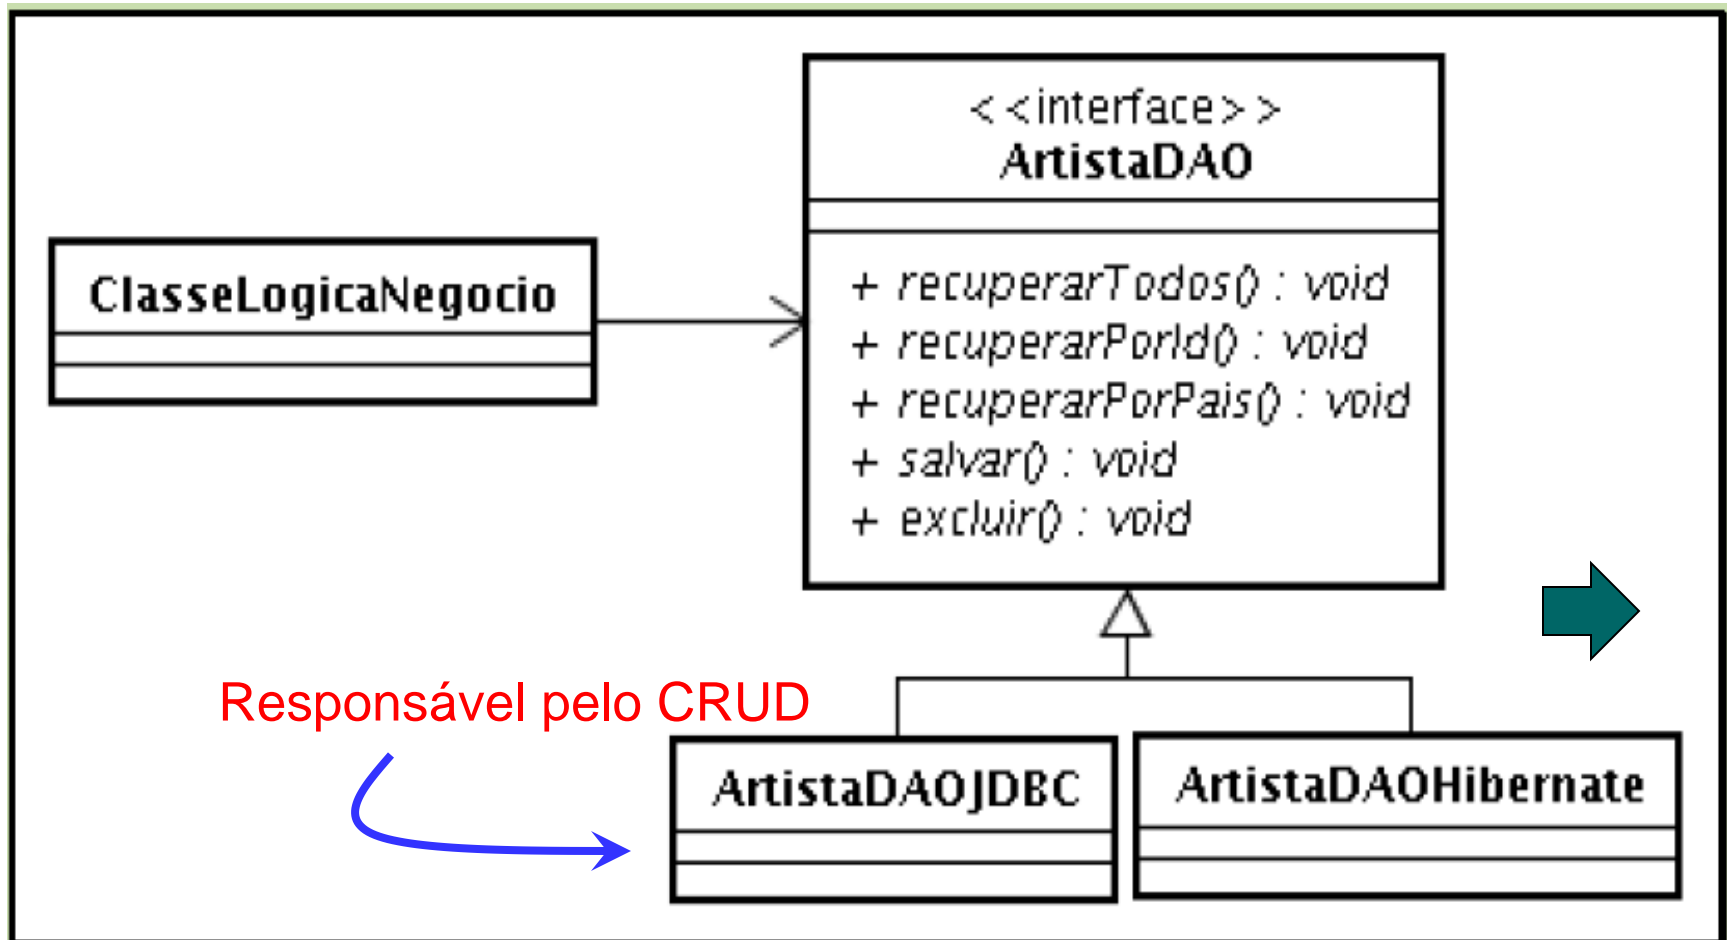 <<interface>>
ArtistaDAO
ClasseLogicaNegocio
+ recuperarTodos() : void
+ recuperarPorId() : void
+ recuperarPorPais() : void
+ salvar() : void
+ excluir() : void
Responsável pelo CRUD
ArtistaDAOJDBC
ArtistaDAOHibernate